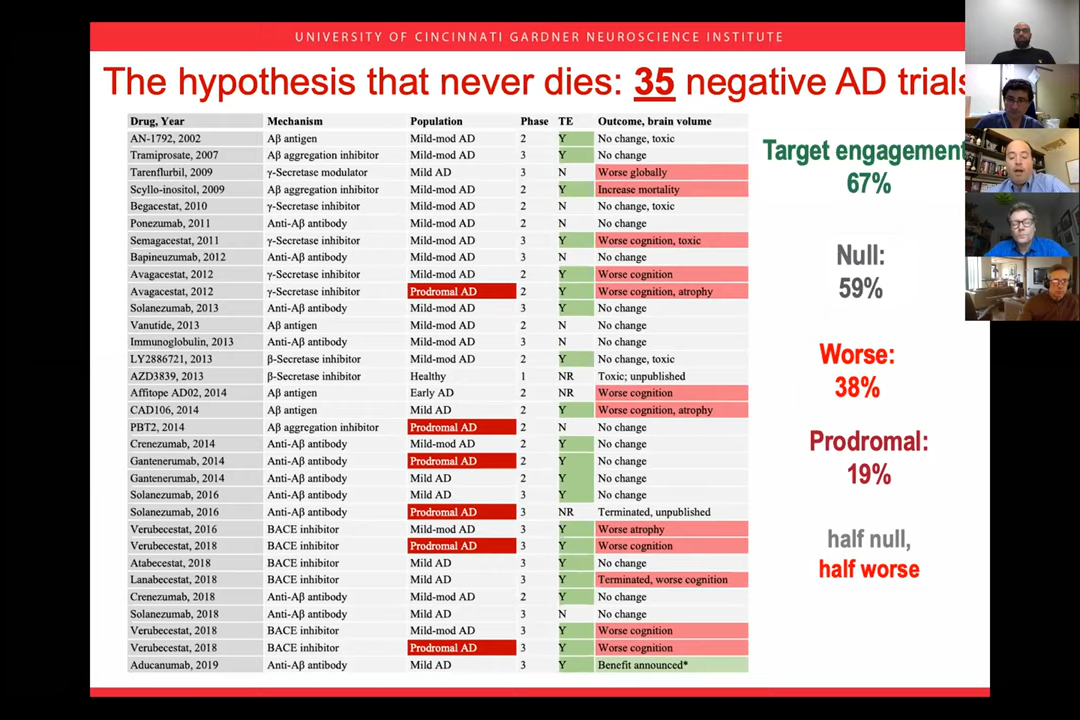 UNIVERSITY OF CINCINNATI GARDNER NEUROSCIENCE INSTITUTE
The hypothesis that never dies: 35 negative AD trials
Drug, Year Mechanism Population Phase TE Outcome, brain volume
AN-1792, 2002 Aβ antigen Mild-mod AD 2 Y No change, toxic
Tramiprosate, 2007 Aβ aggregation inhibitor Mild-mod AD 3 Y No change
Tarenflurbil, 2009 γ-Secretase modulator Mild AD 3 N Worse globally
Scyllo-inositol, 2009 Aβ aggregation inhibitor Mild-mod AD 2 Y Increase mortality
Begacestat, 2010 γ-Secretase inhibitor Mild-mod AD 2 N No change, toxic
Ponezumab, 2011 Anti-Aβ antibody Mild-mod AD 2 N No change
Semagacestat, 2011 γ-Secretase inhibitor Mild-mod AD 3 Y Worse cognition, toxic
Bapineuzumab, 2012 Anti-Aβ antibody Mild-mod AD 3 N No change
Avagacestat, 2012 γ-Secretase inhibitor Mild-mod AD 2 Y Worse cognition
Avagacestat, 2012 γ-Secretase inhibitor Prodromal AD 2 Y Worse cognition, atrophy
Solanezumab, 2013 Anti-Aβ antibody Mild-mod AD 3 Y No change
Vanutide, 2013 Aβ antigen Mild-mod AD 2 N No change
Immunoglobulin, 2013 Anti-Aβ antibody Mild-mod AD 3 N No change
LY2886721, 2013 β-Secretase inhibitor Mild-mod AD 2 Y No change, toxic
AZD3839, 2013 β-Secretase inhibitor Healthy 1 NR Toxic; unpublished
Affitope AD02, 2014 Aβ antigen Early AD 2 NR Worse cognition
CAD106, 2014 Aβ antigen Mild AD 2 Y Worse cognition, atrophy
PBT2, 2014 Aβ aggregation inhibitor Prodromal AD 2 N No change
Crenezumab, 2014 Anti-Aβ antibody Mild-mod AD 2 Y No change
Gantenerumab, 2014 Anti-Aβ antibody Prodromal AD 2 Y No change
Gantenerumab, 2014 Anti-Aβ antibody Mild AD 2 Y No change
Solanezumab, 2016 Anti-Aβ antibody Mild AD 3 Y No change
Solanezumab, 2016 Anti-Aβ antibody Prodromal AD 3 NR Terminated, unpublished
Verubecestat, 2016 BACE inhibitor Mild-mod AD 3 Y Worse atrophy
Verubecestat, 2018 BACE inhibitor Prodromal AD 3 Y Worse cognition
Atabecestat, 2018 BACE inhibitor Mild AD 3 Y No change
Lanabecestat, 2018 BACE inhibitor Mild AD 3 Y Terminated, worse cognition
Crenezumab, 2018 Anti-Aβ antibody Mild-mod AD 2 Y No change
Solanezumab, 2018 Anti-Aβ antibody Mild AD 3 N No change
Verubecestat, 2018 BACE inhibitor Mild-mod AD 3 Y Worse cognition
Verubecestat, 2018 BACE inhibitor Prodromal AD 3 Y Worse cognition
Aducanumab, 2019 Anti-Aβ antibody Mild AD 3 Y Benefit announced*
Target engagement
67%
Null:
59%
Worse:
38%
Prodromal:
19%
half null,
half worse